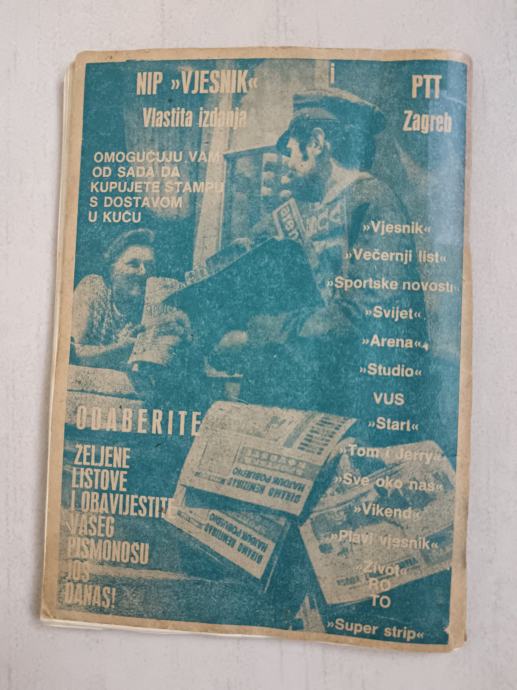 NIP »VJESNIK« i PTT
Vlastita izdanja Zagreb
OMOGUĆUJU VAM
OD SADA DA
KUPUJETE ŠTAMPU
S DOSTAVOM
U KUĆU
arena
»Vjesnik«
»Večernji list«
»Sportske novosti«
»Svijet«
»Arena«
»Studio«
VUS
»Start«
»Tom i Jerry«
»Sve oko nas«
»Vikend«
»Plavi vjesnik«
»Život«
RO
TO
»Super strip«
ODABERITE
ŽELJENE
LISTOVE
I OBAVIJESTITE
VAŠEG
PISMONOŠU
JOŠ
DANAS!